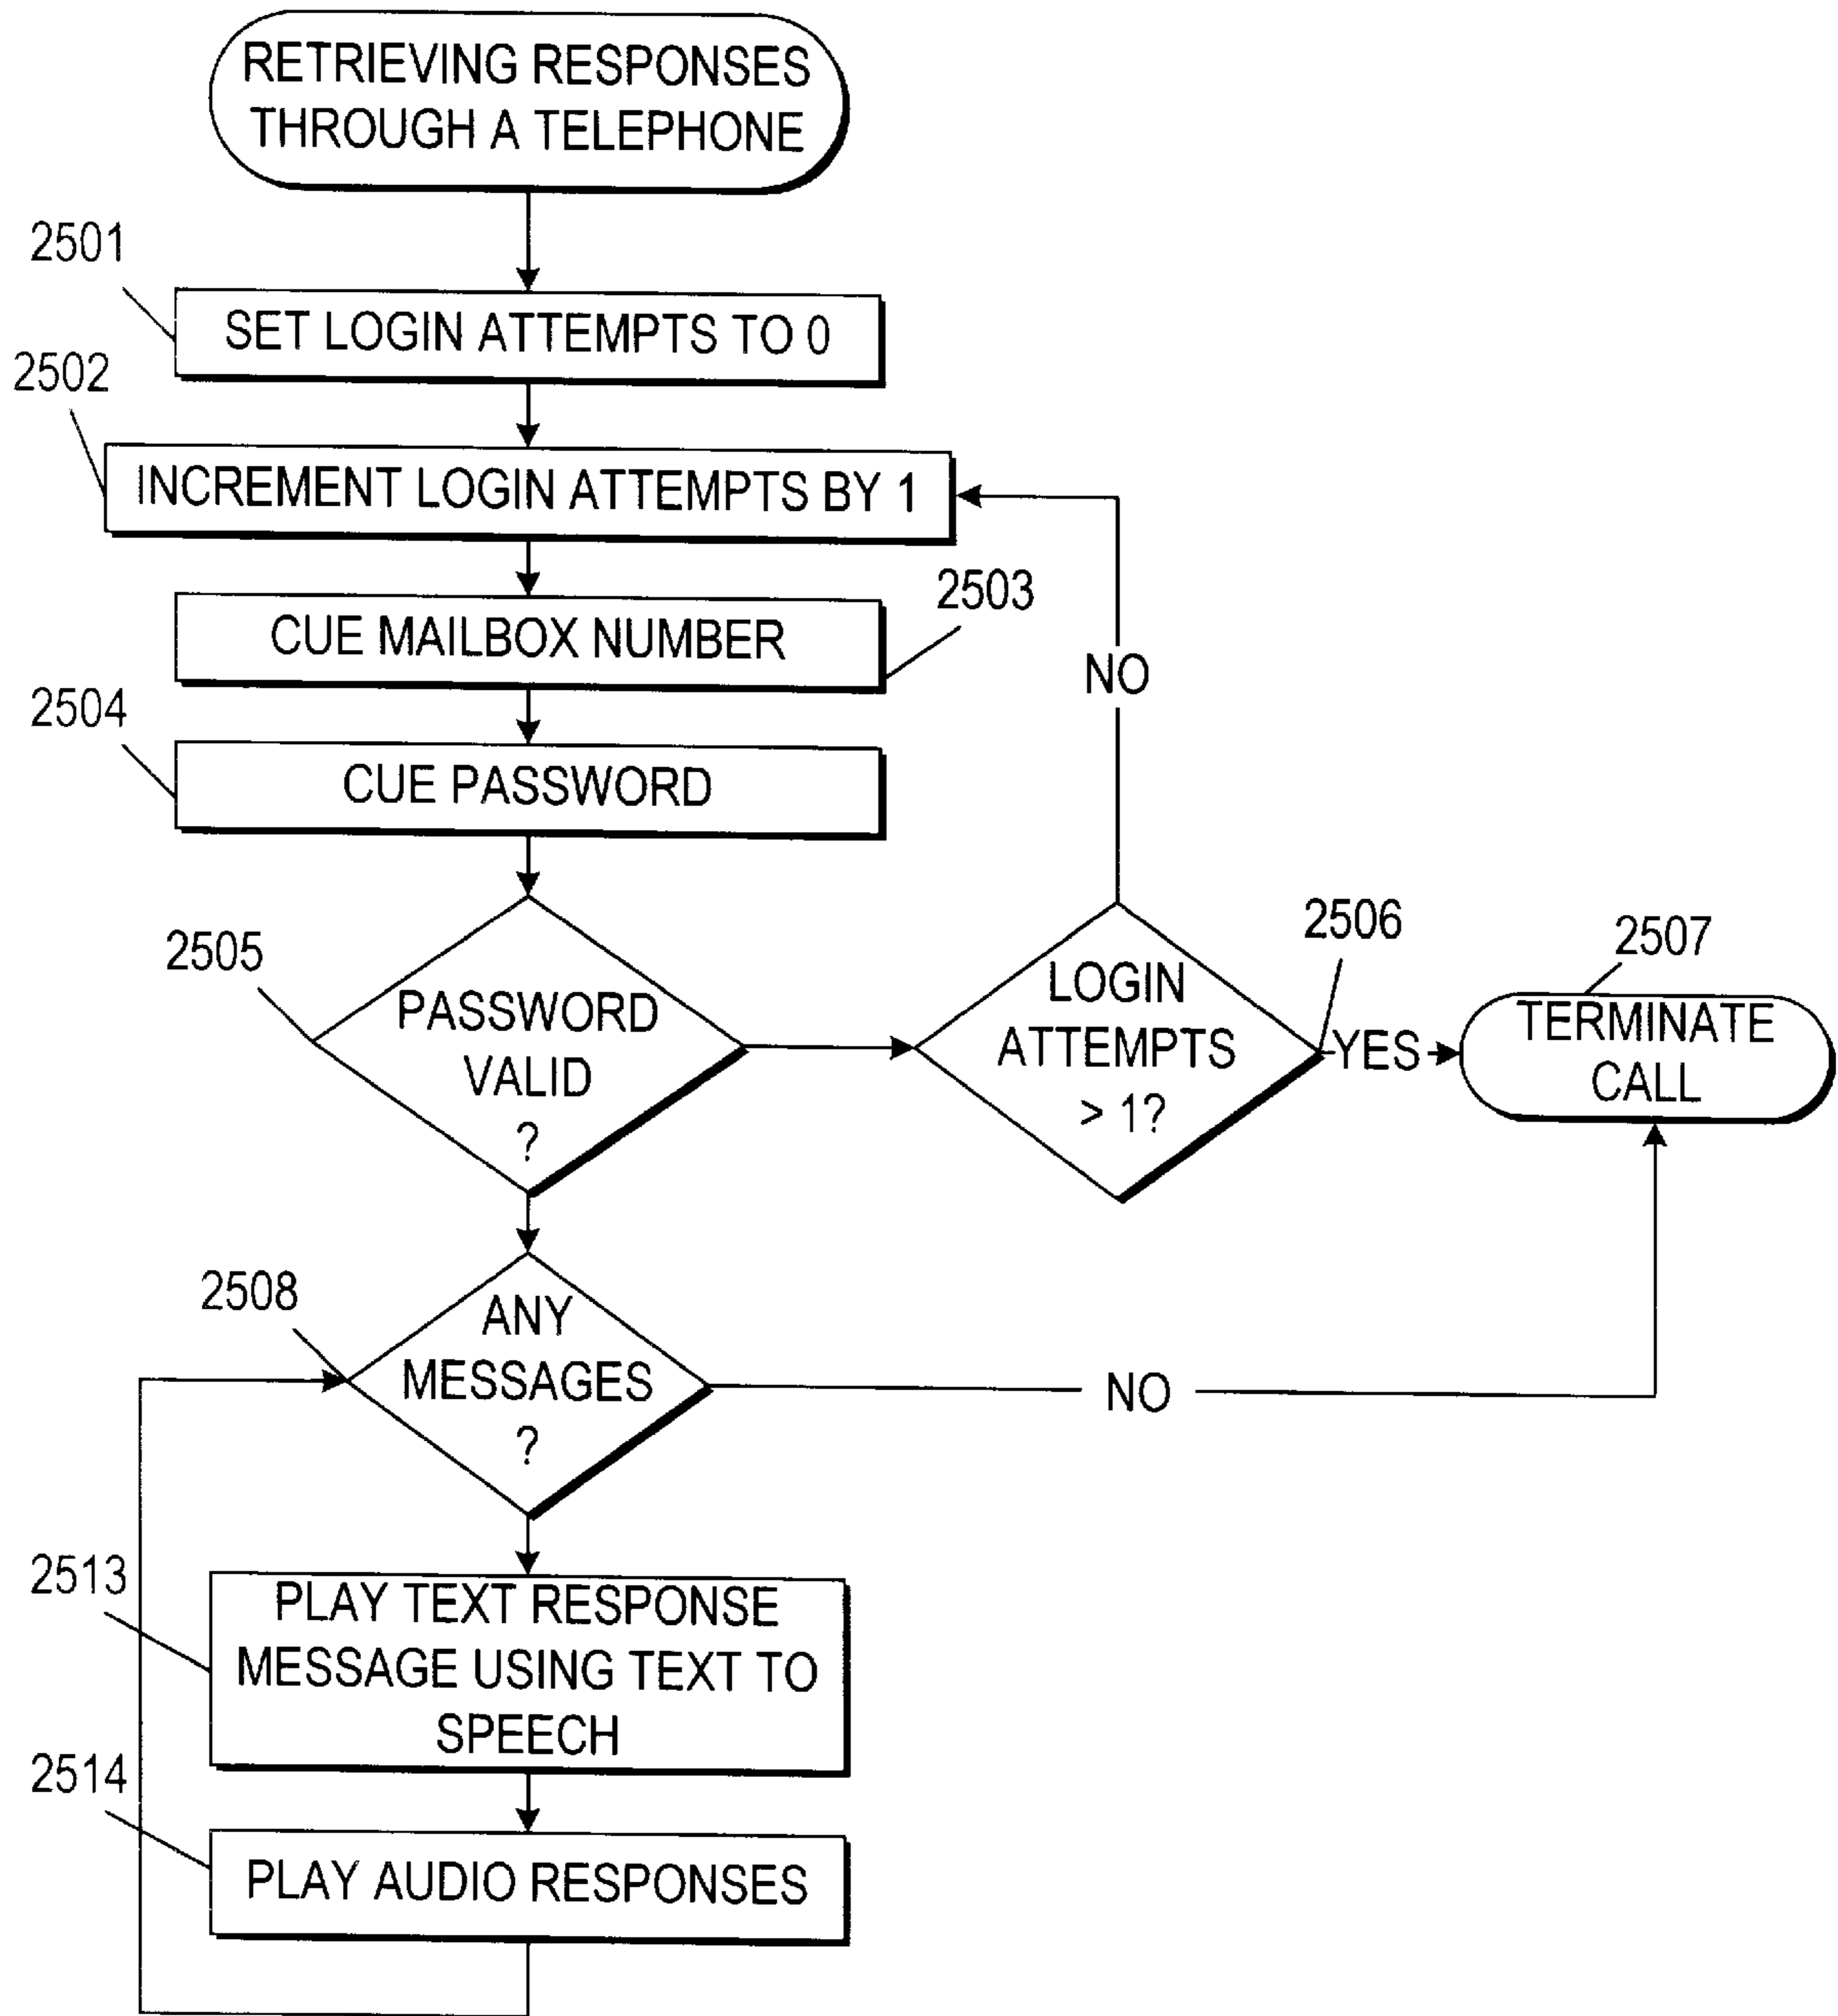 RETRIEVING RESPONSES
THROUGH A TELEPHONE
2501
SET LOGIN ATTEMPTS TO 0
2502
INCREMENT LOGIN ATTEMPTS BY 1
2503
CUE MAILBOX NUMBER
NO
2504
CUE PASSWORD
2505
PASSWORD
VALID
?
2506
LOGIN
ATTEMPTS
> 1?
YES
2507
TERMINATE
CALL
2508
ANY
MESSAGES
?
NO
2513
PLAY TEXT RESPONSE
MESSAGE USING TEXT TO
SPEECH
2514
PLAY AUDIO RESPONSES